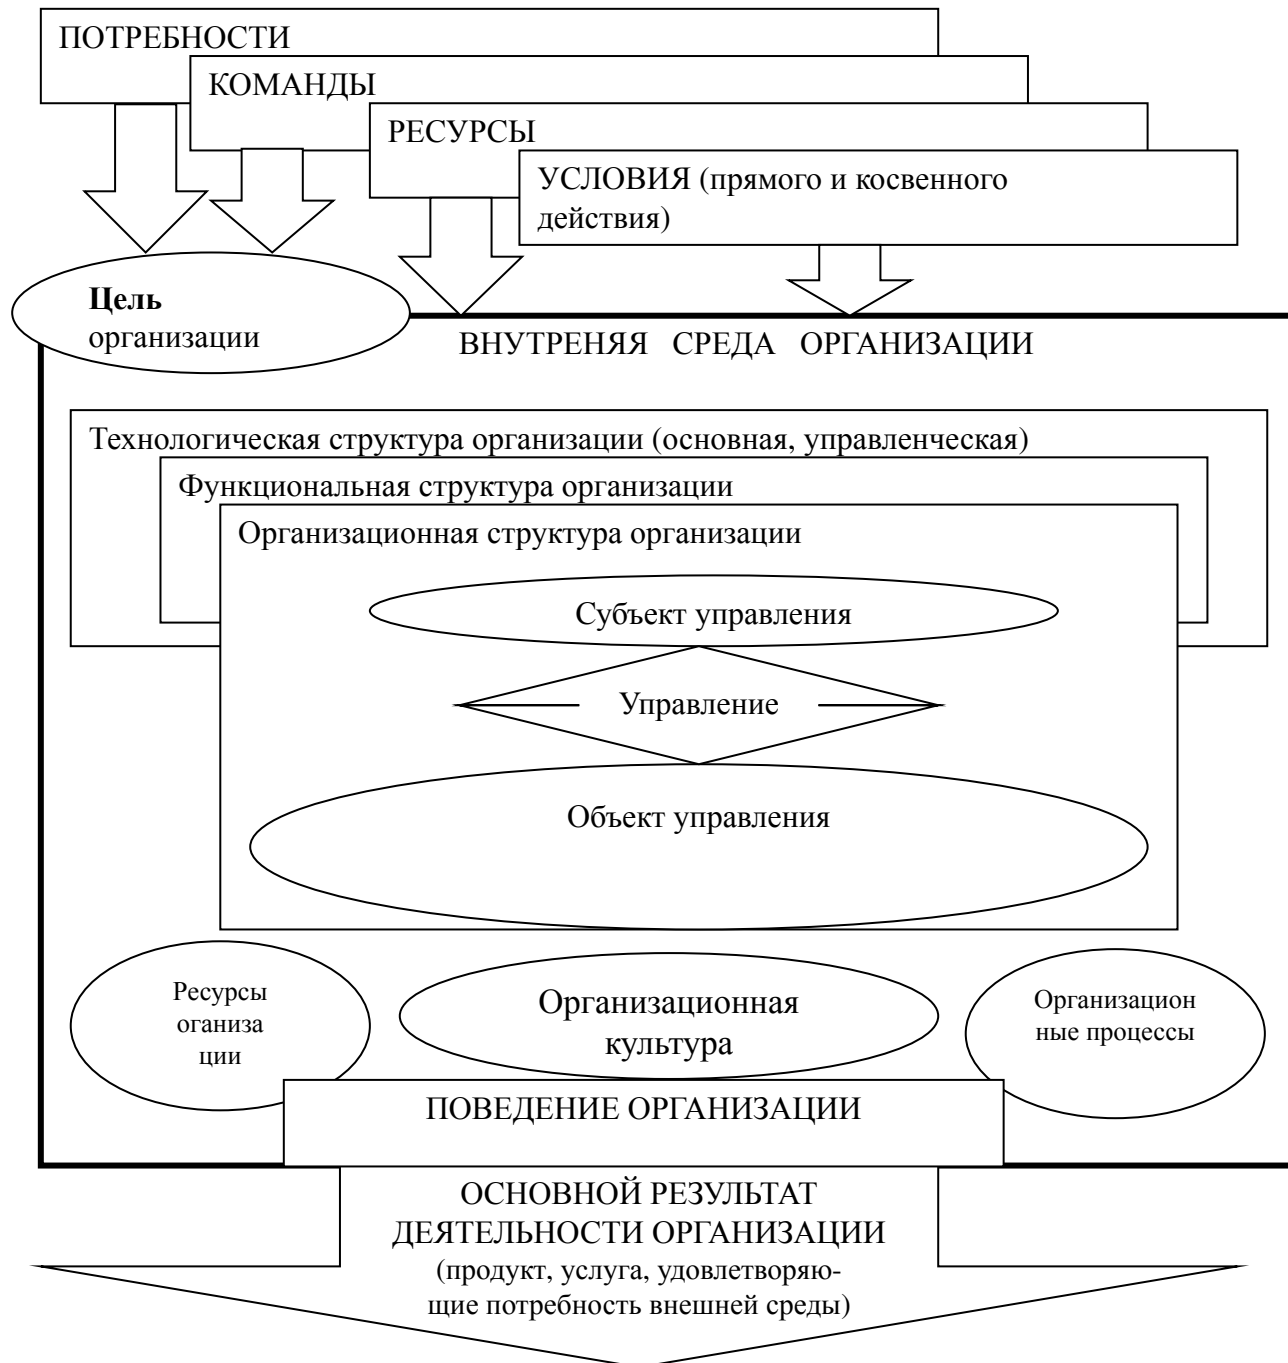 ПОТРЕБНОСТИ
КОМАНДЫ
РЕСУРСЫ
УСЛОВИЯ (прямого и косвенного
действия)
Цель
организации
ВНУТРЕНЯЯ СРЕДА ОРГАНИЗАЦИИ
Технологическая структура организации (основная, управленческая)
Функциональная структура организации
Организационная структура организации
Субъект управления
Управление
Объект управления
Ресурсы
оганиза
ции
Организационная
культура
Организацион
ные процессы
ПОВЕДЕНИЕ ОРГАНИЗАЦИИ
ОСНОВНОЙ РЕЗУЛЬТАТ
ДЕЯТЕЛЬНОСТИ ОРГАНИЗАЦИИ
(продукт, услуга, удовлетворяю-
щие потребность внешней среды)